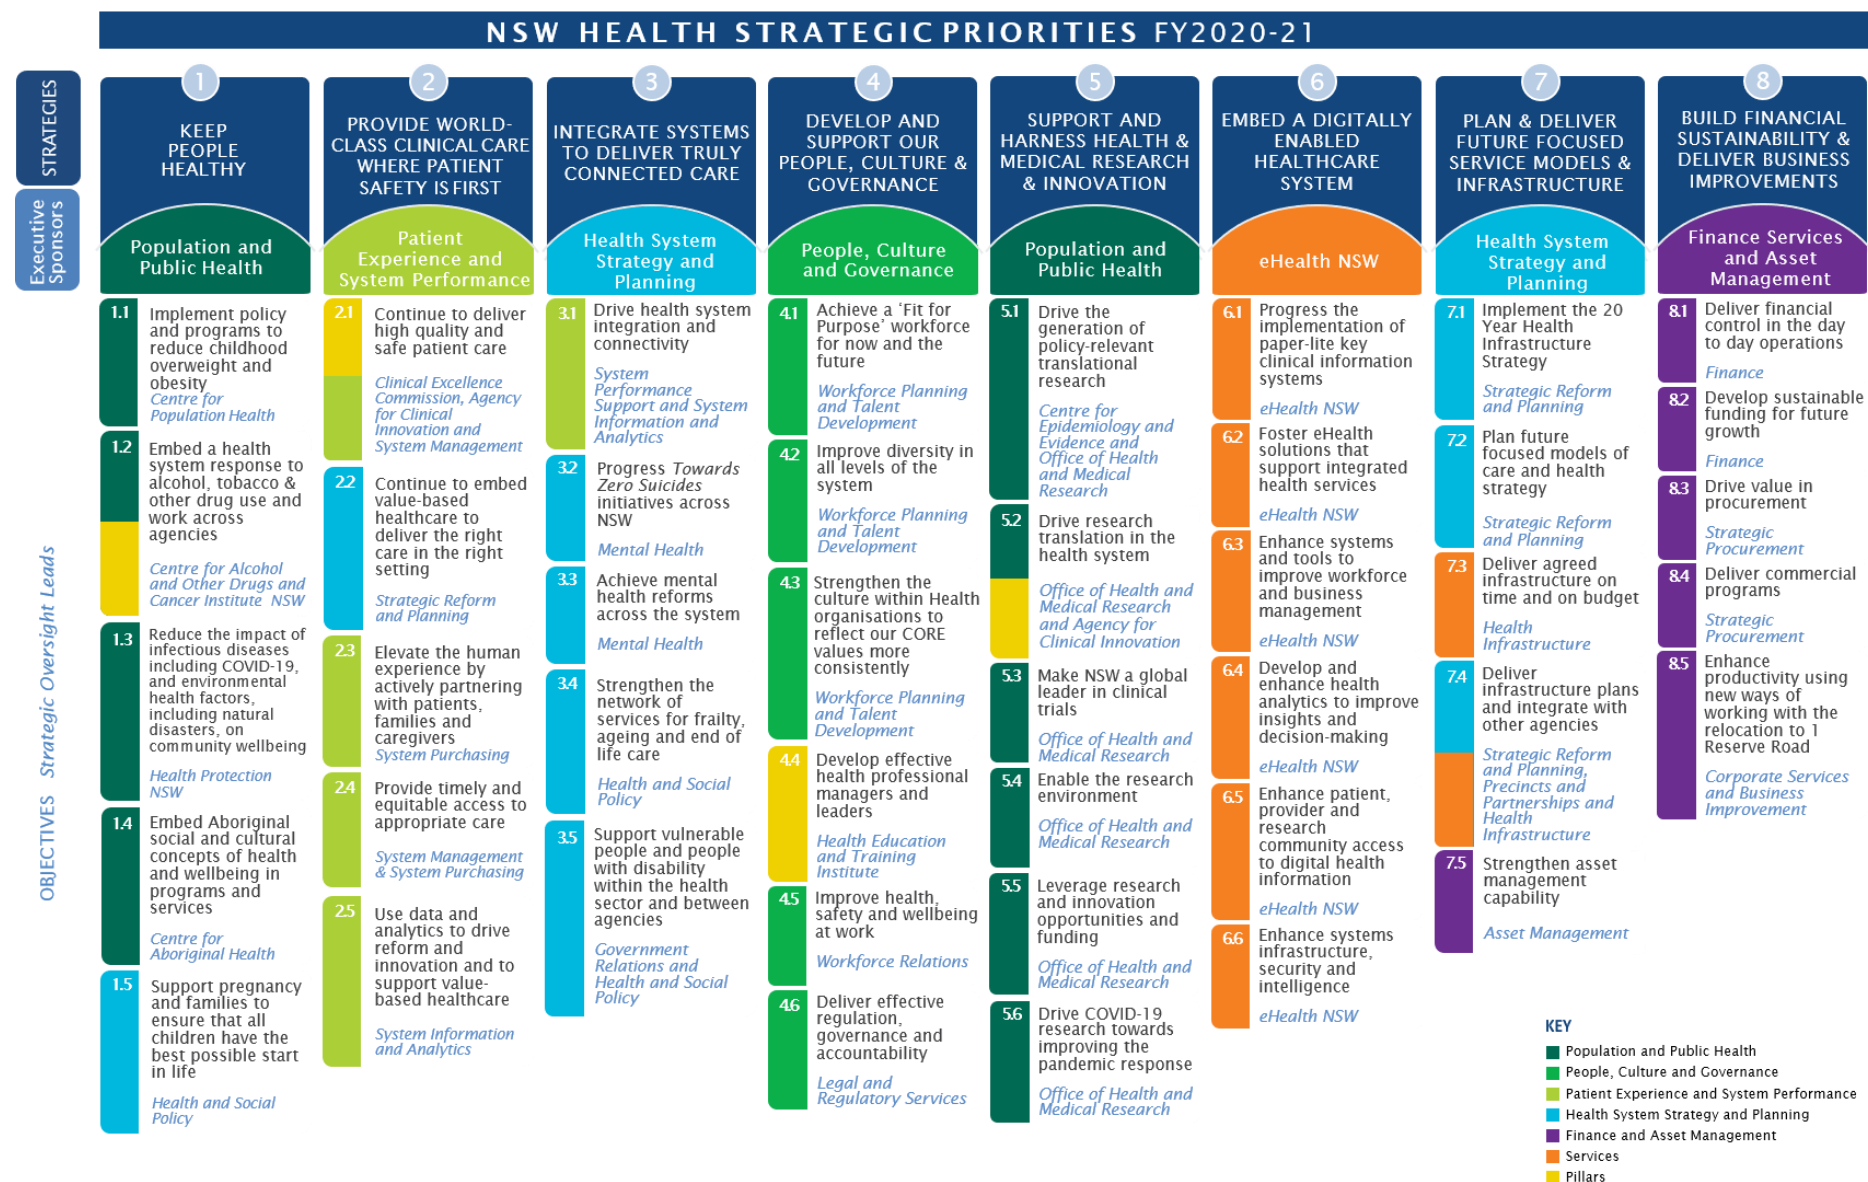 NSW HEALTH STRATEGIC PRIORITIES FY2020-21
STRATEGIES
Executive
Sponsors
OBJECTIVES Strategic Oversight Leads
1
KEEP
PEOPLE
HEALTHY
Population and
Public Health
1.1
Implement policy
and programs to
reduce childhood
overweight and
obesity
Centre for
Population Health
1.2
Embed a health
system response to
alcohol, tobacco &
other drug use and
work across
agencies
Centre for Alcohol
and Other Drugs and
Cancer Institute NSW
1.3
Reduce the impact of
infectious diseases
including COVID-19,
and environmental
health factors,
including natural
disasters, on
community wellbeing
Health Protection
NSW
1.4
Embed Aboriginal
social and cultural
concepts of health
and wellbeing in
programs and
services
Centre for
Aboriginal Health
1.5
Support pregnancy
and families to
ensure that all
children have the
best possible start
in life
Health and Social
Policy
2
PROVIDE WORLD-
CLASS CLINICAL CARE
WHERE PATIENT
SAFETY IS FIRST
Patient
Experience and
System Performance
2.1
Continue to deliver
high quality and
safe patient care
Clinical Excellence
Commission, Agency
for Clinical
Innovation and
System Management
2.2
Continue to embed
value-based
healthcare to
deliver the right
care in the right
setting
Strategic Reform
and Planning
2.3
Elevate the human
experience by
actively partnering
with patients,
families and
caregivers
System Purchasing
2.4
Provide timely and
equitable access to
appropriate care
System Management
& System Purchasing
2.5
Use data and
analytics to drive
reform and
innovation and to
support value-
based healthcare
System Information
and Analytics
3
INTEGRATE SYSTEMS
TO DELIVER TRULY
CONNECTED CARE
Health System
Strategy and
Planning
3.1
Drive health system
integration and
connectivity
System
Performance
Support and System
Information and
Analytics
3.2
Progress Towards
Zero Suicides
initiatives across
NSW
Mental Health
3.3
Achieve mental
health reforms
across the system
Mental Health
3.4
Strengthen the
network of
services for frailty,
ageing and end of
life care
Health and Social
Policy
3.5
Support vulnerable
people and people
with disability
within the health
sector and between
agencies
Government
Relations and
Health and Social
Policy
4
DEVELOP AND
SUPPORT OUR
PEOPLE, CULTURE &
GOVERNANCE
People, Culture
and Governance
4.1
Achieve a ‘Fit for
Purpose’ workforce
for now and the
future
Workforce Planning
and Talent
Development
4.2
Improve diversity in
all levels of the
system
Workforce Planning
and Talent
Development
4.3
Strengthen the
culture within Health
organisations to
reflect our CORE
values more
consistently
Workforce Planning
and Talent
Development
4.4
Develop effective
health professional
managers and
leaders
Health Education
and Training
Institute
4.5
Improve health,
safety and wellbeing
at work
Workforce Relations
4.6
Deliver effective
regulation,
governance and
accountability
Legal and
Regulatory Services
5
SUPPORT AND
HARNESS HEALTH &
MEDICAL RESEARCH
& INNOVATION
Population and
Public Health
5.1
Drive the
generation of
policy-relevant
translational
research
Centre for
Epidemiology and
Evidence and
Office of Health
and Medical
Research
5.2
Drive research
translation in the
health system
Office of Health and
Medical Research
and Agency for
Clinical Innovation
5.3
Make NSW a global
leader in clinical
trials
Office of Health and
Medical Research
5.4
Enable the research
environment
Office of Health and
Medical Research
5.5
Leverage research
and innovation
opportunities and
funding
Office of Health and
Medical Research
5.6
Drive COVID-19
research towards
improving the
pandemic response
Office of Health and
Medical Research
6
EMBED A DIGITALLY
ENABLED
HEALTHCARE
SYSTEM
eHealth NSW
6.1
Progress the
implementation of
paper-lite key
clinical information
systems
eHealth NSW
6.2
Foster eHealth
solutions that
support integrated
health services
eHealth NSW
6.3
Enhance systems
and tools to
improve workforce
and business
management
eHealth NSW
6.4
Develop and
enhance health
analytics to improve
insights and
decision-making
eHealth NSW
6.5
Enhance patient,
provider and
research
community access
to digital health
information
eHealth NSW
6.6
Enhance systems
infrastructure,
security and
intelligence
eHealth NSW
7
PLAN & DELIVER
FUTURE FOCUSED
SERVICE MODELS &
INFRASTRUCTURE
Health System
Strategy and
Planning
7.1
Implement the 20
Year Health
Infrastructure
Strategy
Strategic Reform
and Planning
7.2
Plan future
focused models of
care and health
strategy
Strategic Reform
and Planning
7.3
Deliver agreed
infrastructure on
time and on budget
Health
Infrastructure
7.4
Deliver
infrastructure plans
and integrate with
other agencies
Strategic Reform
and Planning,
Precincts and
Partnerships and
Health
Infrastructure
7.5
Strengthen asset
management
capability
Asset Management
8
BUILD FINANCIAL
SUSTAINABILITY &
DELIVER BUSINESS
IMPROVEMENTS
Finance Services
and Asset
Management
8.1
Deliver financial
control in the day
to day operations
Finance
8.2
Develop sustainable
funding for future
growth
Finance
8.3
Drive value in
procurement
Strategic
Procurement
8.4
Deliver commercial
programs
Strategic
Procurement
8.5
Enhance
productivity using
new ways of
working with the
relocation to 1
Reserve Road
Corporate Services
and Business
Improvement
KEY
Population and Public Health
People, Culture and Governance
Patient Experience and System Performance
Health System Strategy and Planning
Finance and Asset Management
Services
Pillars